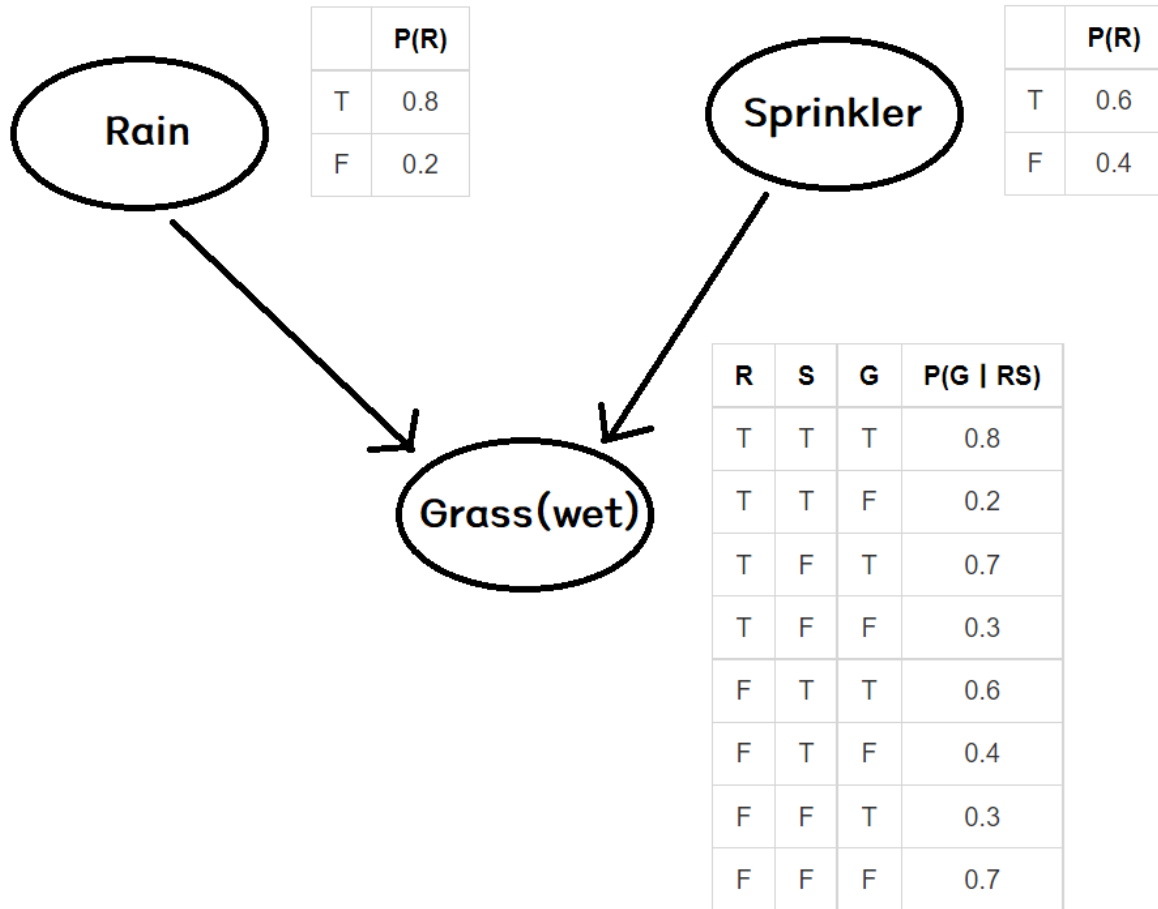 P(R)
T 0.8
F 0.2
Rain
P(R)
T 0.6
F 0.4
Sprinkler
Grass(wet)
R S G P(G | RS)
T T T 0.8
T T F 0.2
T F T 0.7
T F F 0.3
F T T 0.6
F T F 0.4
F F T 0.3
F F F 0.7